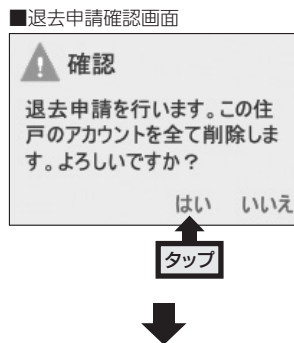 ■退去申請確認画面
確認
退去申請を行います。この住
戸のアカウントを全て削除しま
す。よろしいですか？
はい いいえ
タップ